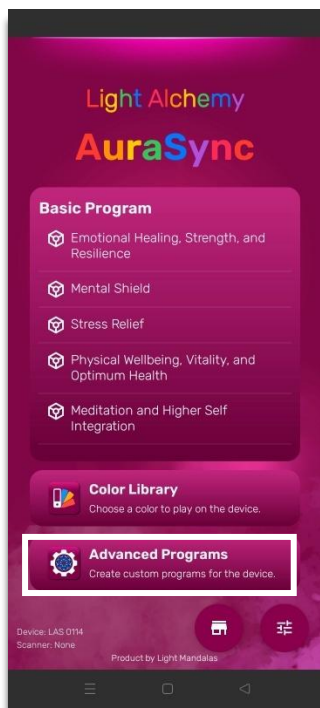 Light Alchemy
AuraSync
Basic Program
Emotional Healing, Strength, and
Resilience
Mental Shield
Stress Relief
Physical Wellbeing, Vitality, and
Optimum Health
Meditation and Higher Self
Integration
Color Library
Choose a color to play on the device.
Advanced Programs
Create custom programs for the device.
Device: LAS 0114
Scanner: None
Product by Light Mandalas